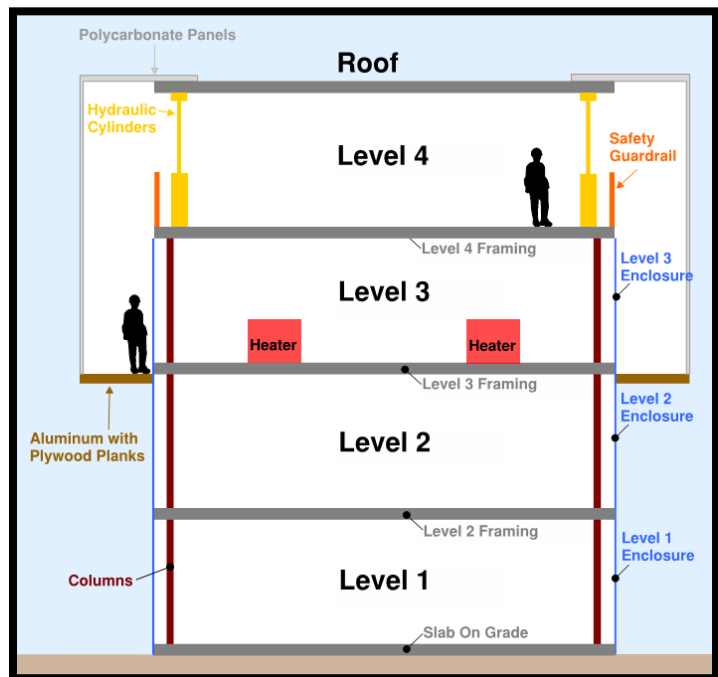 Polycarbonate Panels
Roof
Hydraulic
Cylinders
Level 4
Safety
Guardrail
Level 4 Framing
Level 3
Enclosure
Level 3
Heater
Heater
Level 3 Framing
Level 2
Enclosure
Aluminum with
Plywood Planks
Level 2
Level 2 Framing
Level 1
Enclosure
Columns
Level 1
Slab On Grade